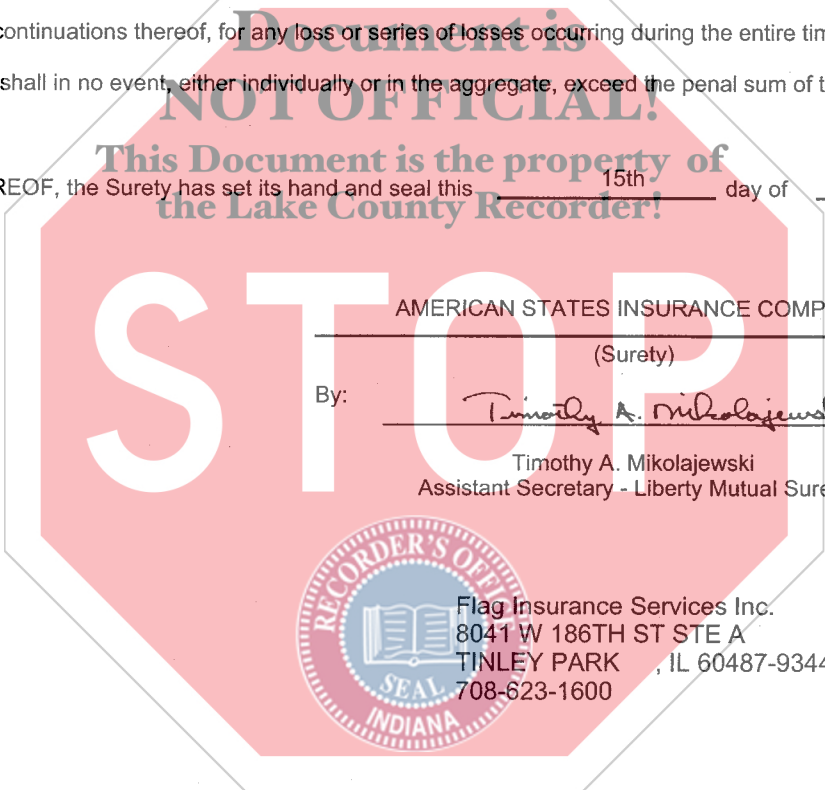 continuations thereof, for any loss or series of losses occurring during the entire tim
Document is
shall in no event, either individually or in the aggregate, exceed the penal sum of t
NOT OFFICIAL!
This Document is the property of
REOF, the Surety has set its hand and seal this 15th day of
the Lake County Recorder!
STOP
AMERICAN STATES INSURANCE COMP
(Surety)
By: Timothy A. Mikolajews
Timothy A. Mikolajewski
Assistant Secretary - Liberty Mutual Sure
RECORDER'S OFFICE
SEAL
INDIANA
Flag Insurance Services Inc.
8041 W 186TH ST STE A
TINLEY PARK , IL 60487-9344
708-623-1600